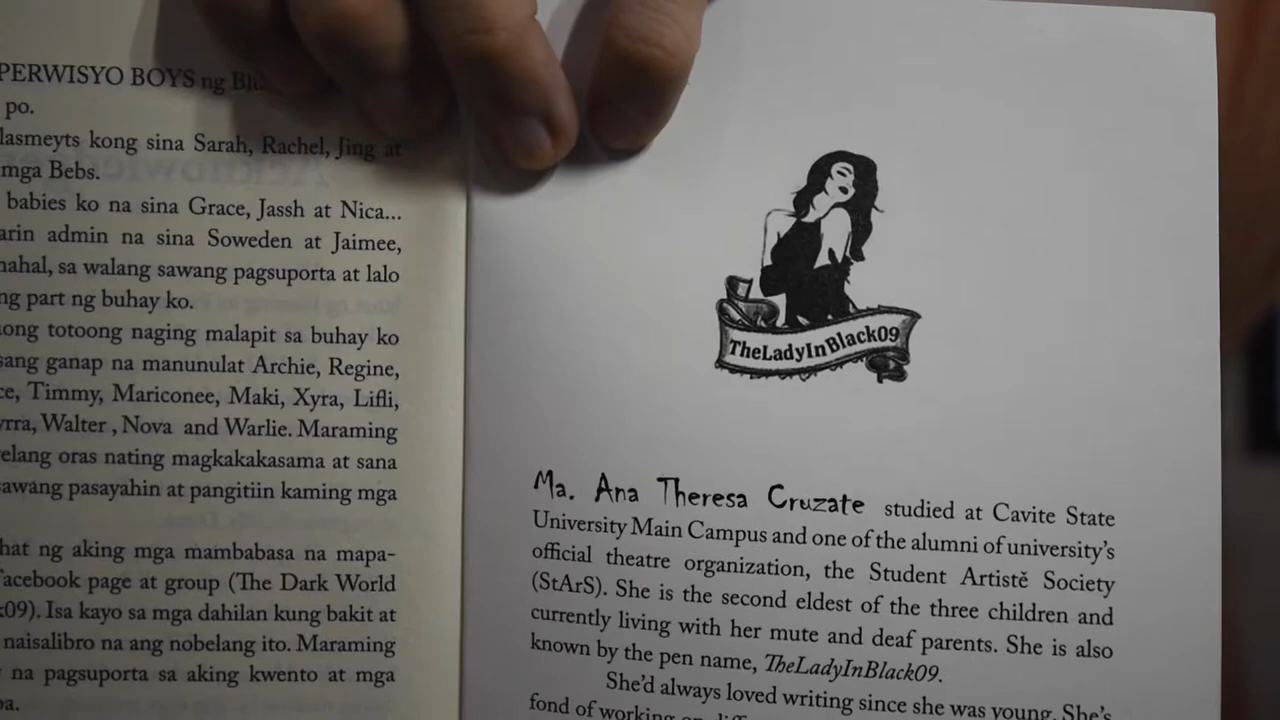 PERWISYO BOYS ng
po.
lasmeyts kong sina Sarah, Rachel, Jing at
mga Bebs.
babies ko na sina Grace, Jassh at Nica...
arin admin na sina Soweden at Jaimee,
nahal, sa walang sawang pagsuporta at lalo
ng part ng buhay ko.
ong totoong naging malapit sa buhay ko
sang ganap na manunulat Archie, Regine,
ce, Timmy, Mariconee, Maki, Xyra, Lifli,
yrra, Walter , Nova and Warlie. Maraming
elang oras nating magkakakasama at sana
sawang pasayahin at pangitiin kaming mga
hat ng aking mga mambabasa na mapa-
facebook page at group (The Dark World
k09). Isa kayo sa mga dahilan kung bakit at
naisalibro na ang nobelang ito. Maraming
na pagsuporta sa aking kwento at mga
pa.
TheLadyInBlack09
Ma. Ana Theresa Cruzate studied at Cavite State
University Main Campus and one of the alumni of university's
official theatre organization, the Student Artistě Society
(StArS). She is the second eldest of the three children and
currently living with her mute and deaf parents. She is also
known by the pen name, TheLadyInBlack09.
She'd always loved writing since she was young. She's
fond of working on